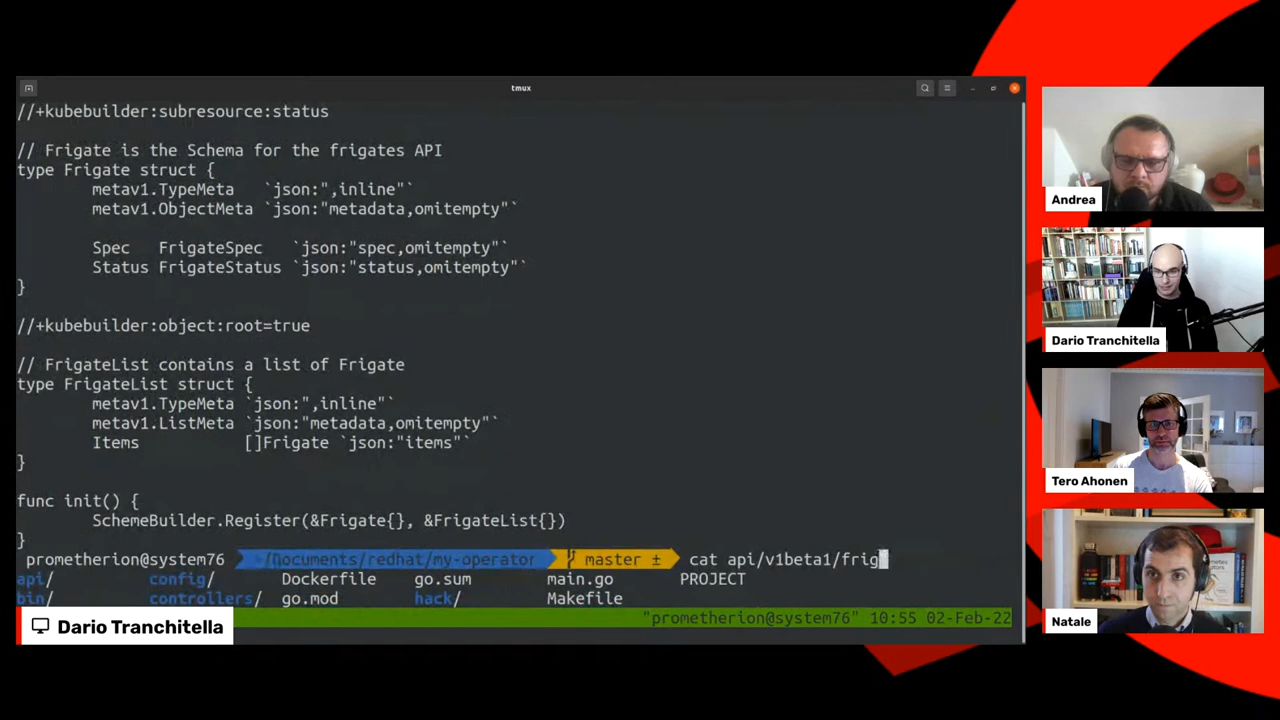 tmux
//+kubebuilder:subresource:status
// Frigate is the Schema for the frigates API
type Frigate struct {
metav1.TypeMeta `json:",inline"`
metav1.ObjectMeta `json:"metadata,omitempty"`
Spec FrigateSpec `json:"spec,omitempty"`
Status FrigateStatus `json:"status,omitempty"`
}
//+kubebuilder:object:root=true
// FrigateList contains a list of Frigate
type FrigateList struct {
metav1.TypeMeta `json:",inline"`
metav1.ListMeta `json:"metadata,omitempty"`
Items []Frigate `json:"items"`
}
func init() {
SchemeBuilder.Register(&Frigate{}, &FrigateList{})
}
prometherion@system76 ~/Documents/redhat/my-operator master ± cat api/v1beta1/frig
api/ config/ Dockerfile go.sum main.go PROJECT
bin/ controllers/ go.mod hack/ Makefile
"prometherion@system76" 10:55 02-Feb-22
Dario Tranchitella
Andrea
Dario Tranchitella
Tero Ahonen
Natale